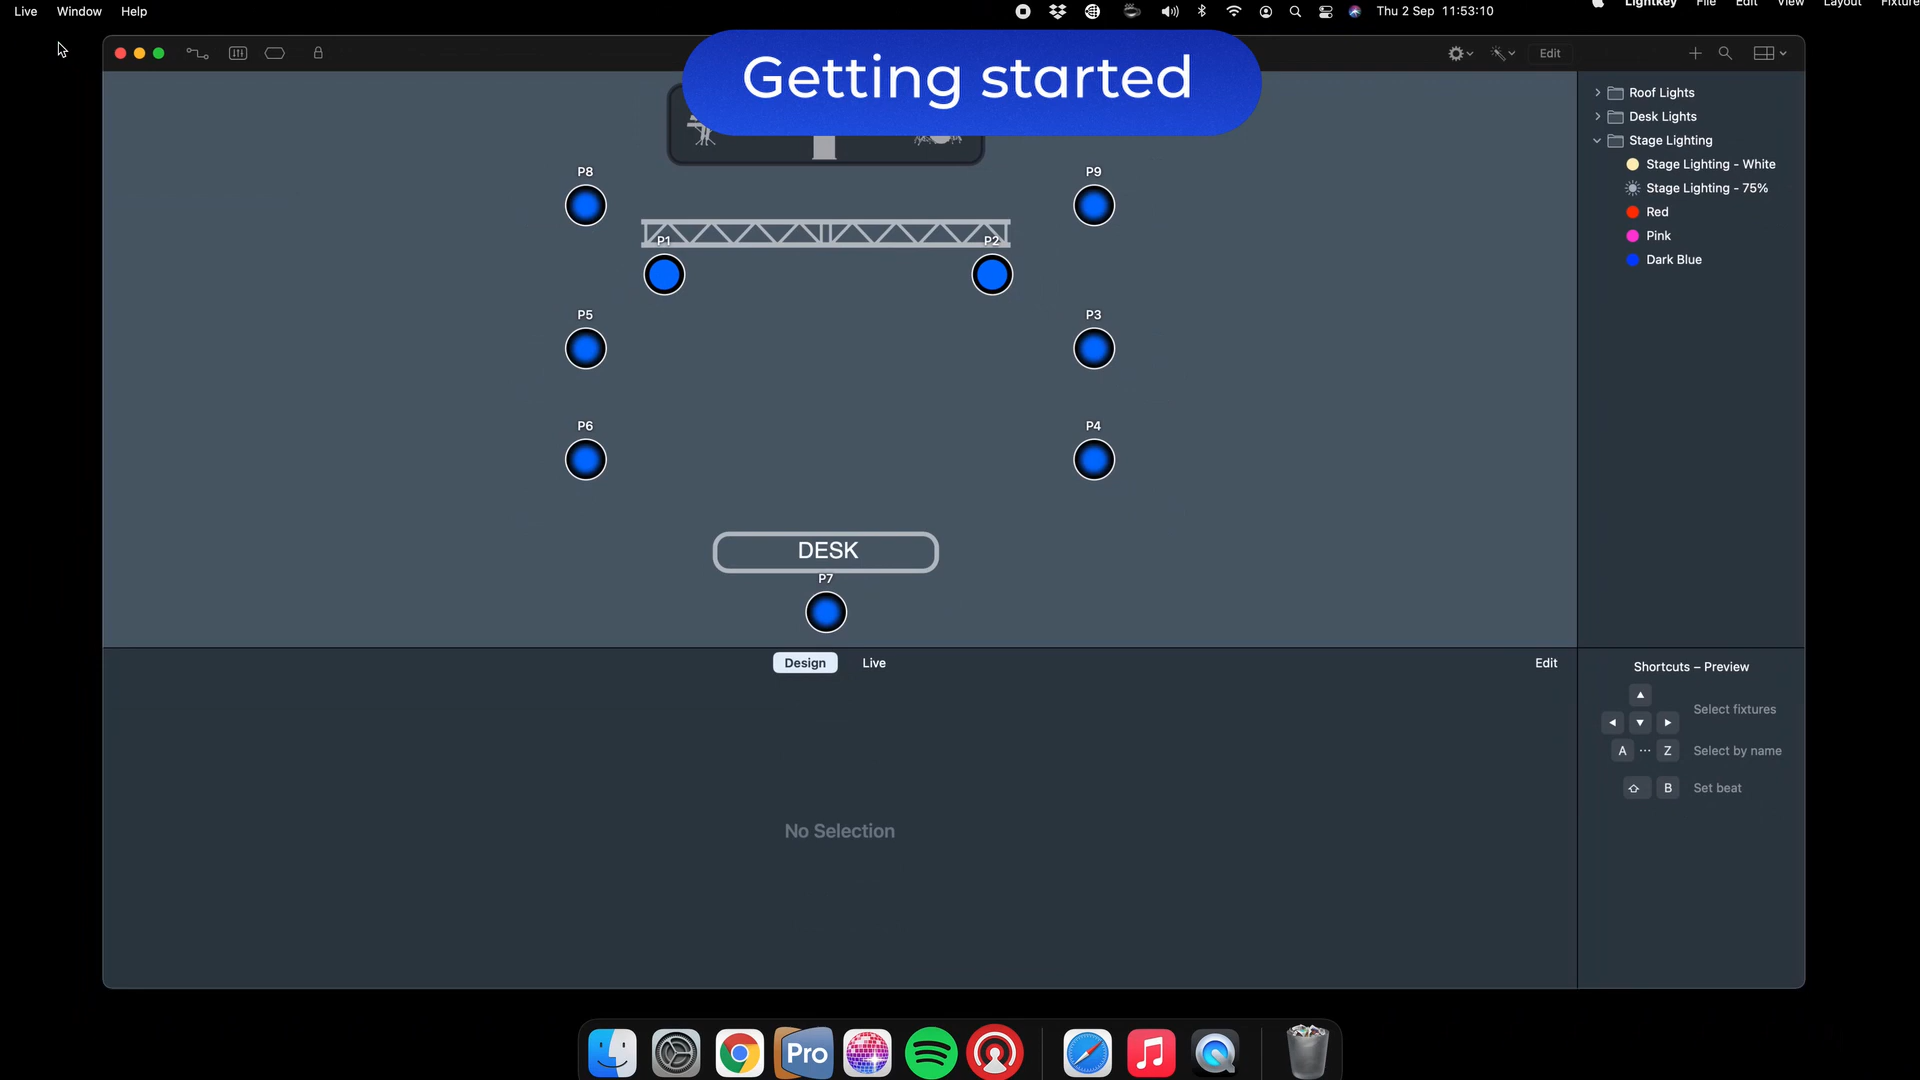 Live Window Help
Thu 2 Sep 11:53:10
Lightkey File Edit View Layout Fixture
Getting started
Edit
Roof Lights
Desk Lights
Stage Lighting
Stage Lighting - White
Stage Lighting - 75%
Red
Pink
Dark Blue
P8
P9
P1
P2
P5
P3
P6
P4
DESK
P7
Design
Live
Edit
No Selection
Shortcuts – Preview
Select fixtures
A ··· Z Select by name
B Set beat
Pro